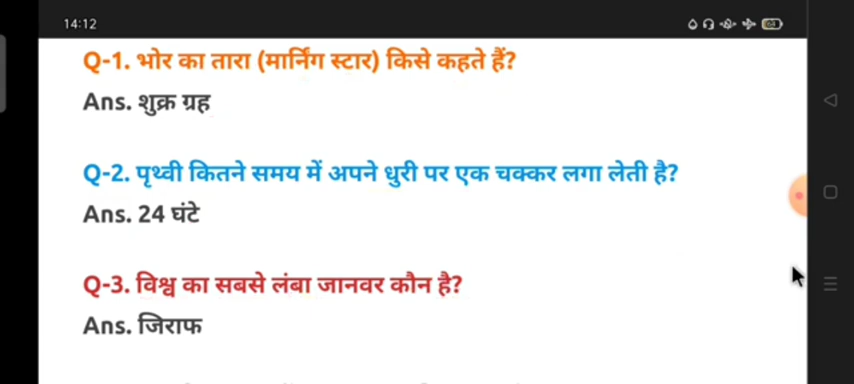 14:12
Q-1. भोर का तारा (मार्निंग स्टार) किसे कहते हैं?
Ans. शुक्र ग्रह
Q-2. पृथ्वी कितने समय में अपने धुरी पर एक चक्कर लगा लेती है?
Ans. 24 घंटे
Q-3. विश्व का सबसे लंबा जानवर कौन है?
Ans. जिराफ